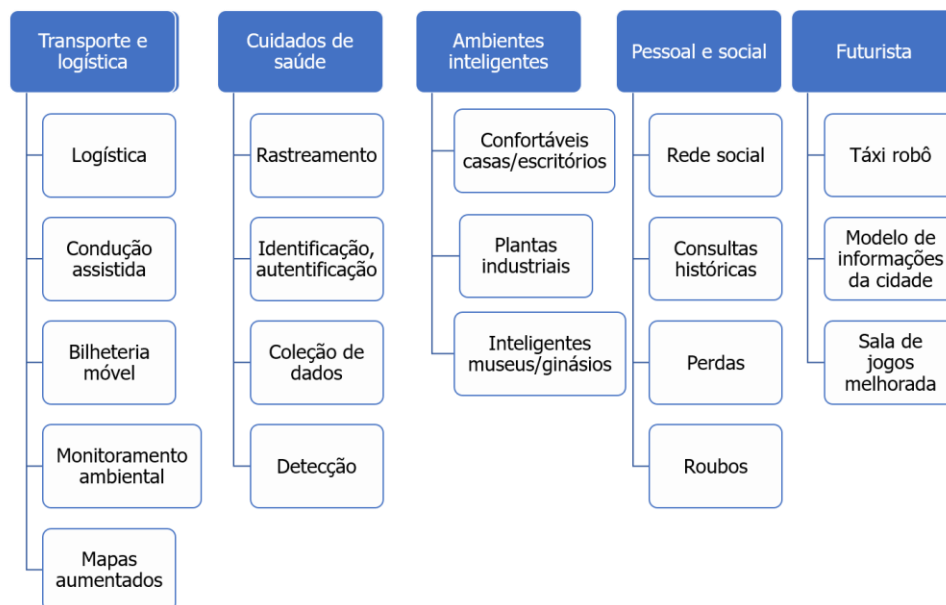 Transporte e
logística
Logística
Condução
assistida
Bilheteria
móvel
Monitoramento
ambiental
Mapas
aumentados
Cuidados de
saúde
Rastreamento
Identificação,
autentificação
Coleção de
dados
Detecção
Ambientes
inteligentes
Confortáveis
casas/escritórios
Plantas
industriais
Inteligentes
museus/ginásios
Pessoal e social
Rede social
Consultas
históricas
Perdas
Roubos
Futurista
Táxi robô
Modelo de
informações
da cidade
Sala de
jogos
melhorada